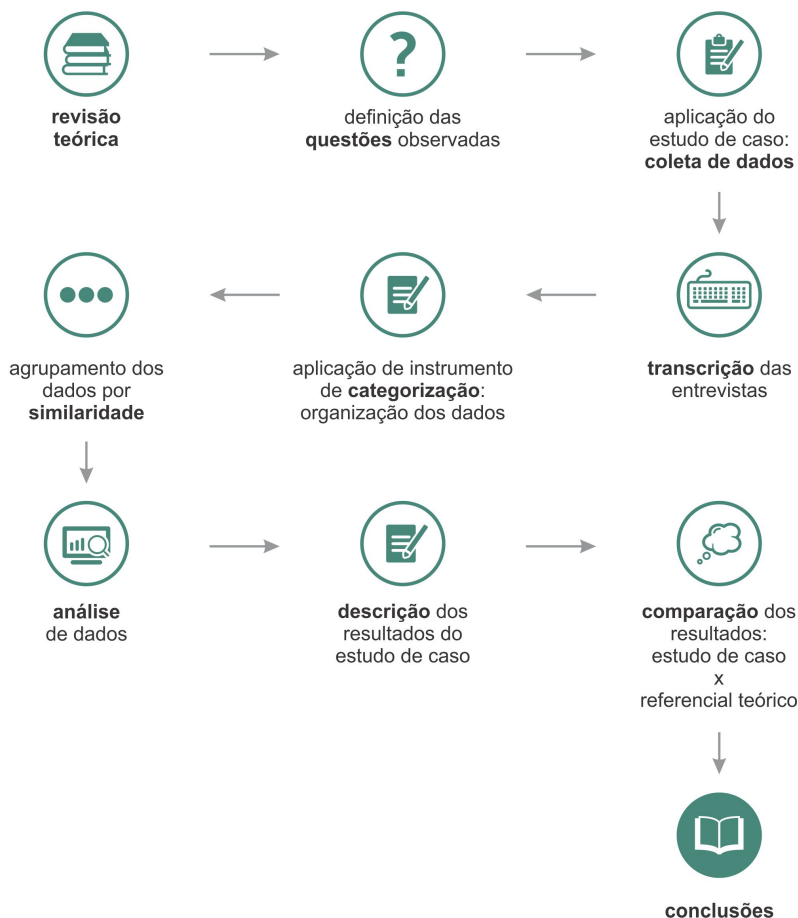 revisão
teórica
definição das
questões observadas
aplicação do
estudo de caso:
coleta de dados
transcrição das
entrevistas
aplicação de instrumento
de categorização:
organização dos dados
agrupamento dos
dados por
similaridade
análise
de dados
descrição dos
resultados do
estudo de caso
comparação dos
resultados:
estudo de caso
x
referencial teórico
conclusões